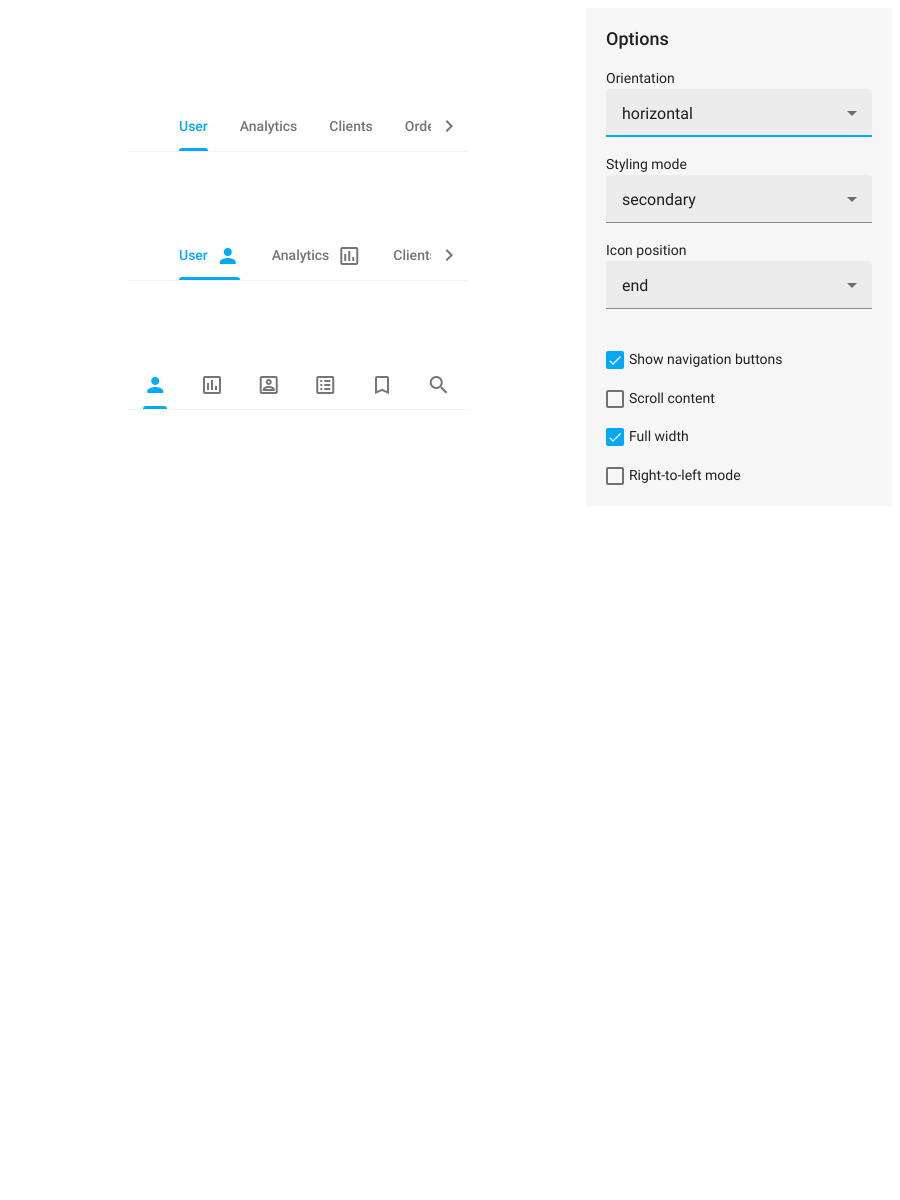 User Analytics Clients Orde
User Analytics Clients
Options
Orientation
horizontal
Styling mode
secondary
Icon position
end
Show navigation buttons
Scroll content
Full width
Right-to-left mode